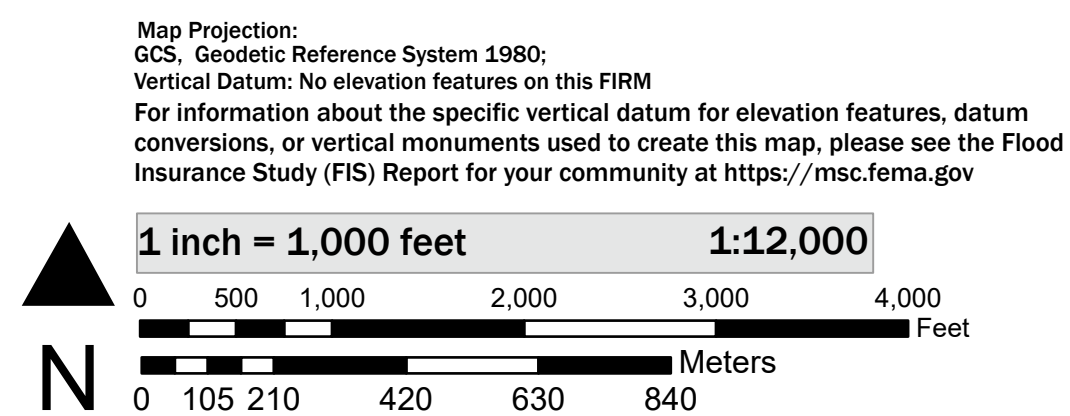 Map Projection:
GCS, Geodetic Reference System 1980;
Vertical Datum: No elevation features on this FIRM
For information about the specific vertical datum for elevation features, datum
conversions, or vertical monuments used to create this map, please see the Flood
Insurance Study (FIS) Report for your community at https://msc.fema.gov
1 inch = 1,000 feet 1:12,000
0 500 1,000 2,000 3,000 4,000
Feet
Meters
N
0 105 210 420 630 840